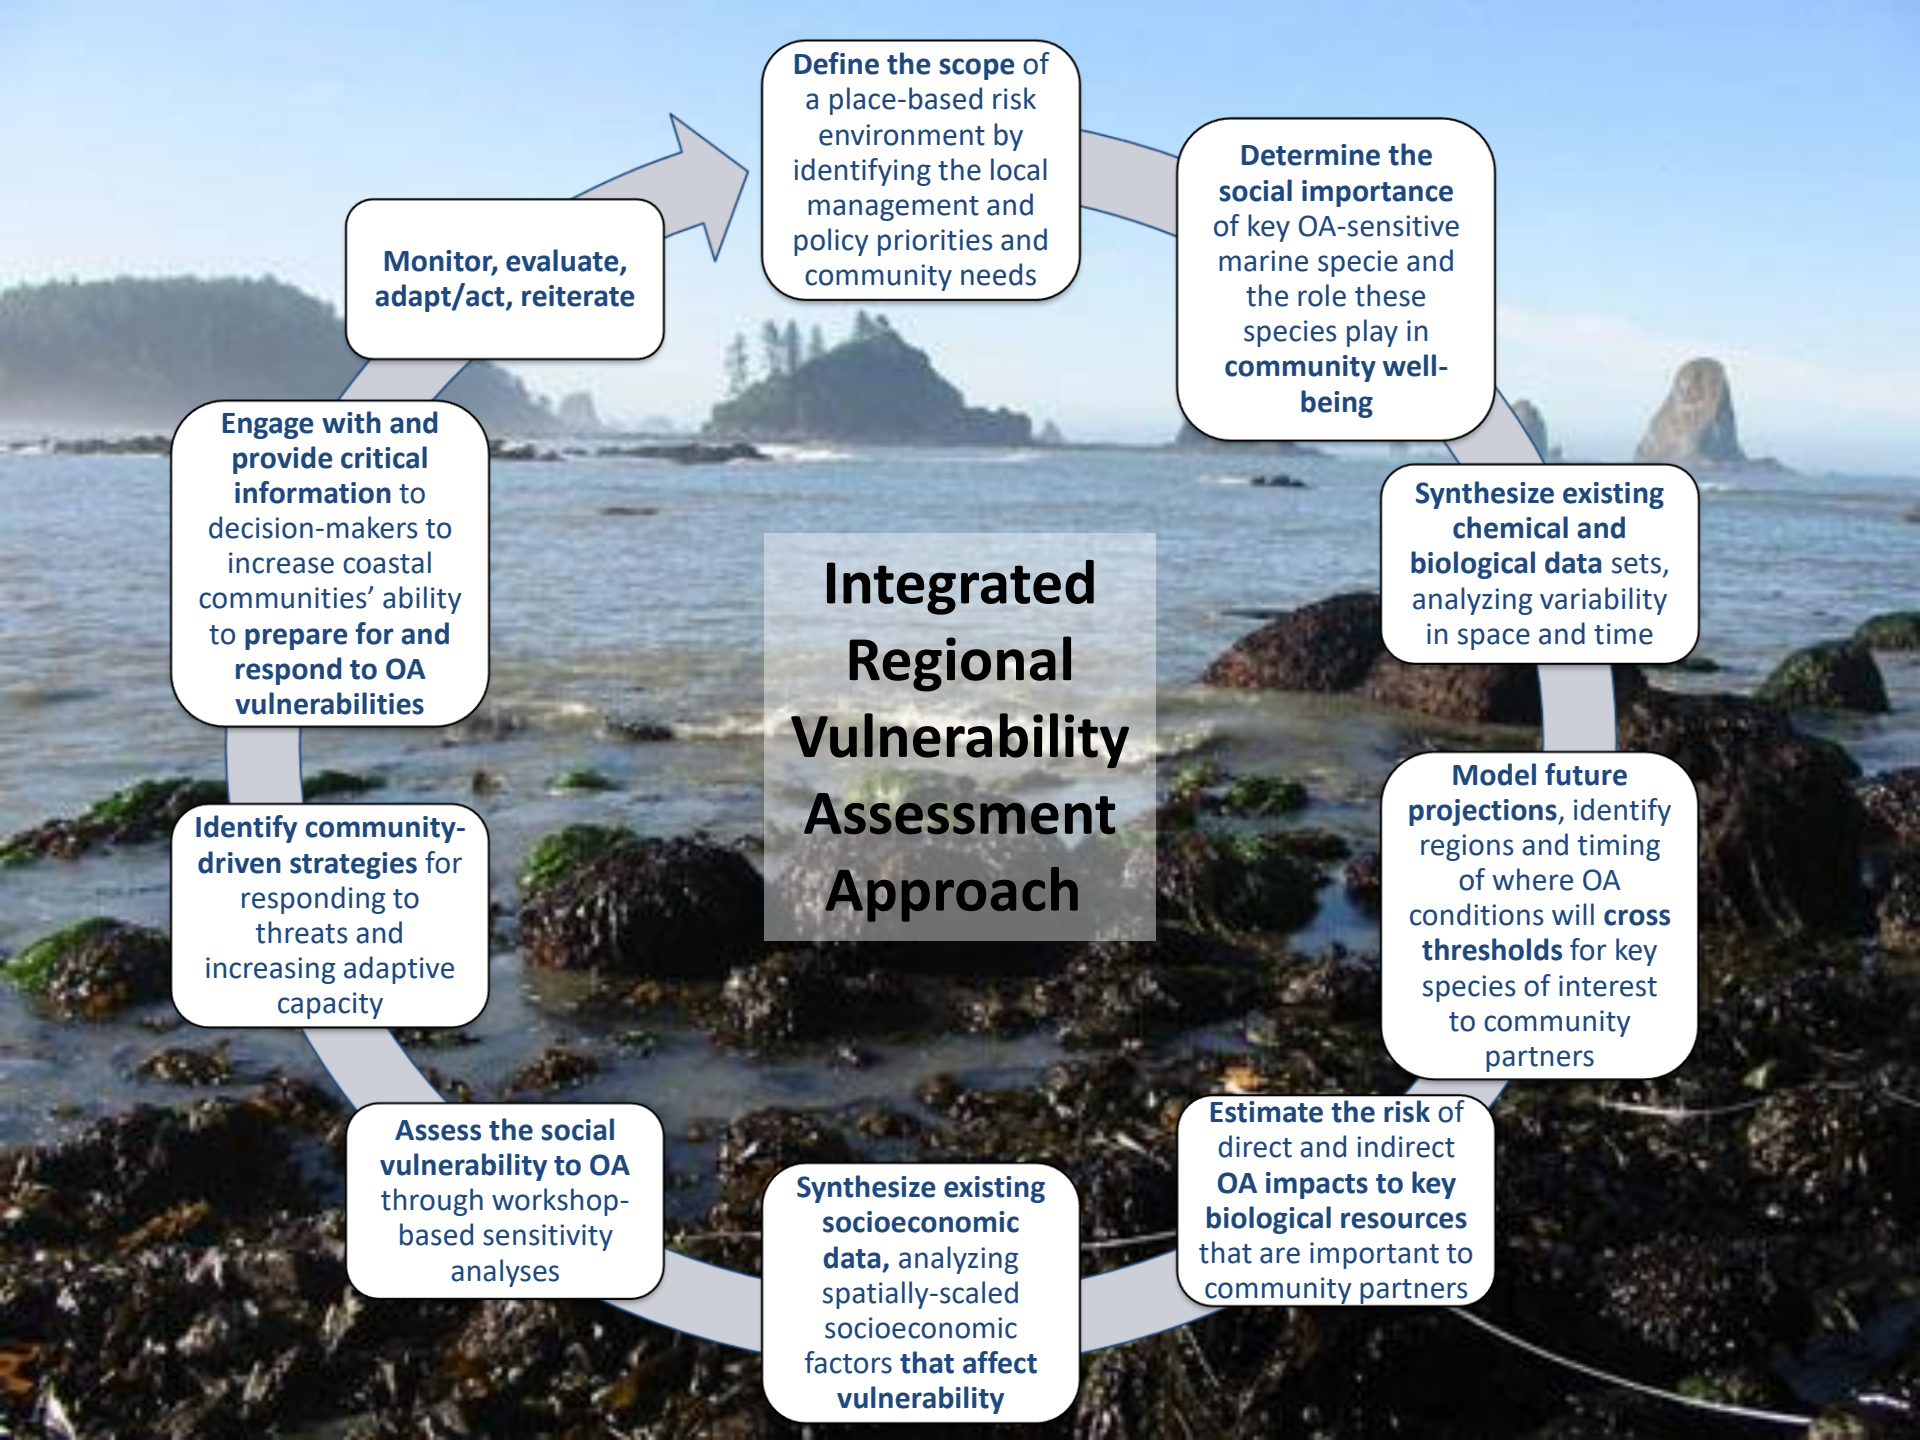 Define the scope of
a place-based risk
environment by
identifying the local
management and
policy priorities and
community needs
Determine the
social importance
of key OA-sensitive
marine specie and
the role these
species play in
community well-
being
Synthesize existing
chemical and
biological data sets,
analyzing variability
in space and time
Model future
projections, identify
regions and timing
of where OA
conditions will cross
thresholds for key
species of interest
to community
partners
Estimate the risk of
direct and indirect
OA impacts to key
biological resources
that are important to
community partners
Synthesize existing
socioeconomic
data, analyzing
spatially-scaled
socioeconomic
factors that affect
vulnerability
Assess the social
vulnerability to OA
through workshop-
based sensitivity
analyses
Identify community-
driven strategies for
responding to
threats and
increasing adaptive
capacity
Engage with and
provide critical
information to
decision-makers to
increase coastal
communities’ ability
to prepare for and
respond to OA
vulnerabilities
Monitor, evaluate,
adapt/act, reiterate
Integrated
Regional
Vulnerability
Assessment
Approach